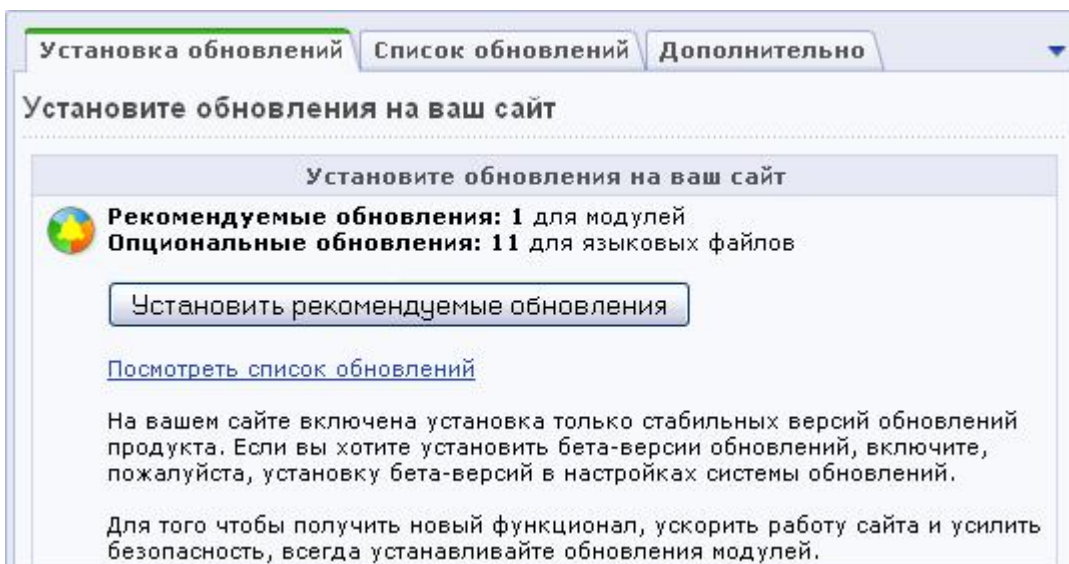 Установка обновлений Список обновлений Дополнительно
Установите обновления на ваш сайт
Установите обновления на ваш сайт
Рекомендуемые обновления: 1 для модулей
Опциональные обновления: 11 для языковых файлов
Установить рекомендуемые обновления
Посмотреть список обновлений
На вашем сайте включена установка только стабильных версий обновлений
продукта. Если вы хотите установить бета-версии обновлений, включите,
пожалуйста, установку бета-версий в настройках системы обновлений.
Для того чтобы получить новый функционал, ускорить работу сайта и усилить
безопасность, всегда устанавливайте обновления модулей.